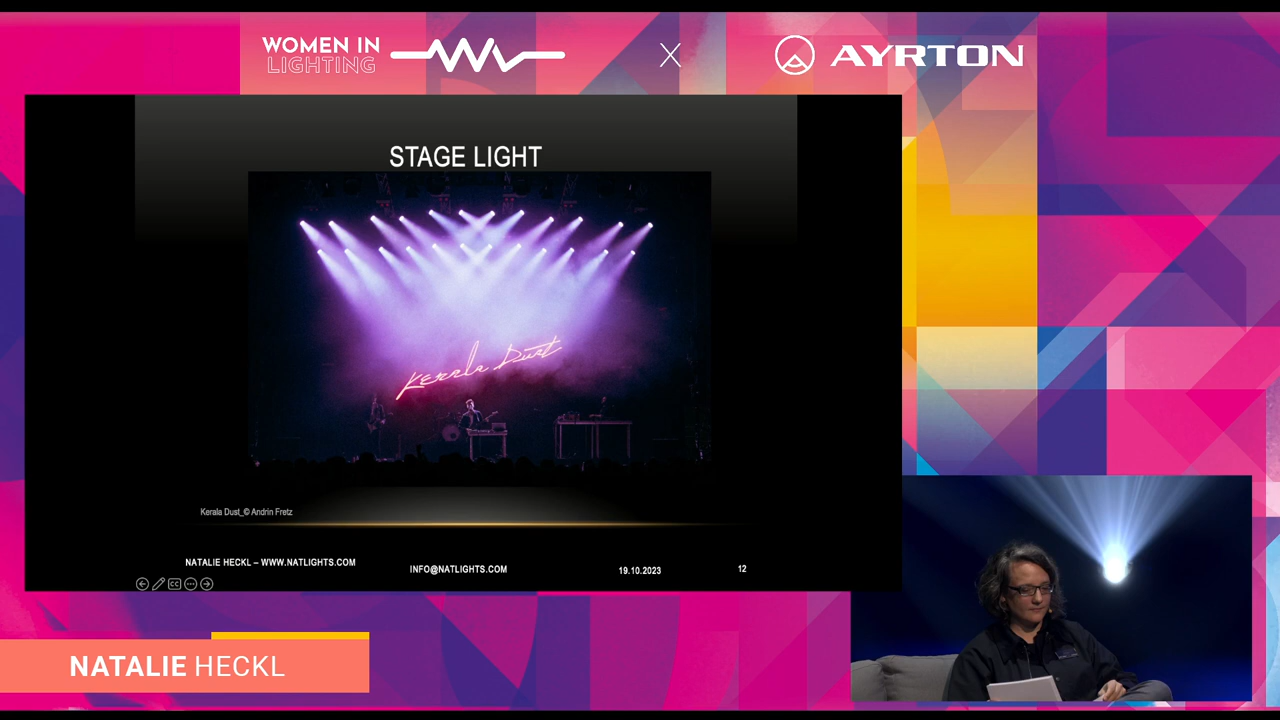 WOMEN IN
LIGHTING
X
AYRTON
STAGE LIGHT
Kerala Dust
Kerala Dust_© Andrin Fretz
NATALIE HECKL – WWW.NATLIGHTS.COM
INFO@NATLIGHTS.COM
19.10.2023
12
CC
NATALIE HECKL